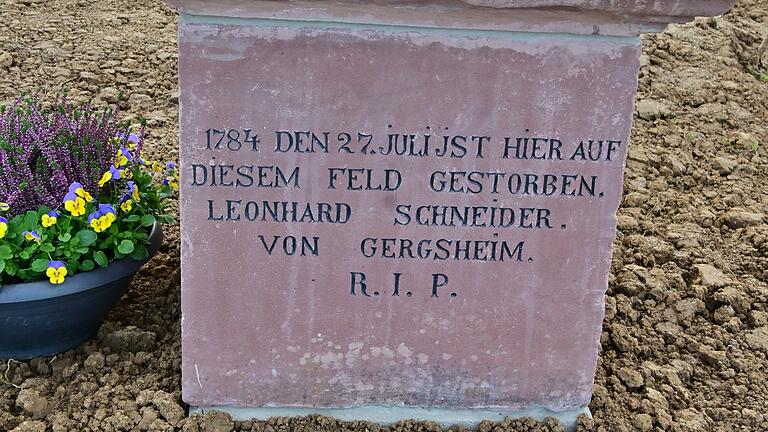 1784 DEN 27. JULI JST HIER AUF
DIESEM FELD GESTORBEN.
LEONHARD SCHNEIDER.
VON GERGSHEIM.
R. I. P.